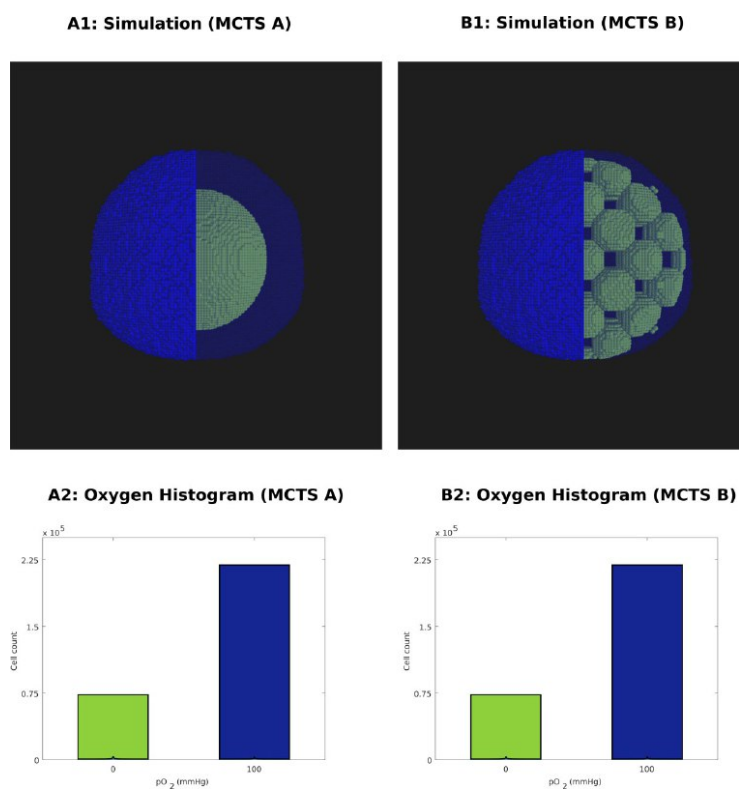 A1: Simulation (MCTS A)
B1: Simulation (MCTS B)
A2: Oxygen Histogram (MCTS A)
x 10^5
2.25
1.5
0.75
0
Cell count
0
100
pO 2 (mmHg)
B2: Oxygen Histogram (MCTS B)
x 10^5
2.25
1.5
0.75
0
Cell count
0
100
pO 2 (mmHg)